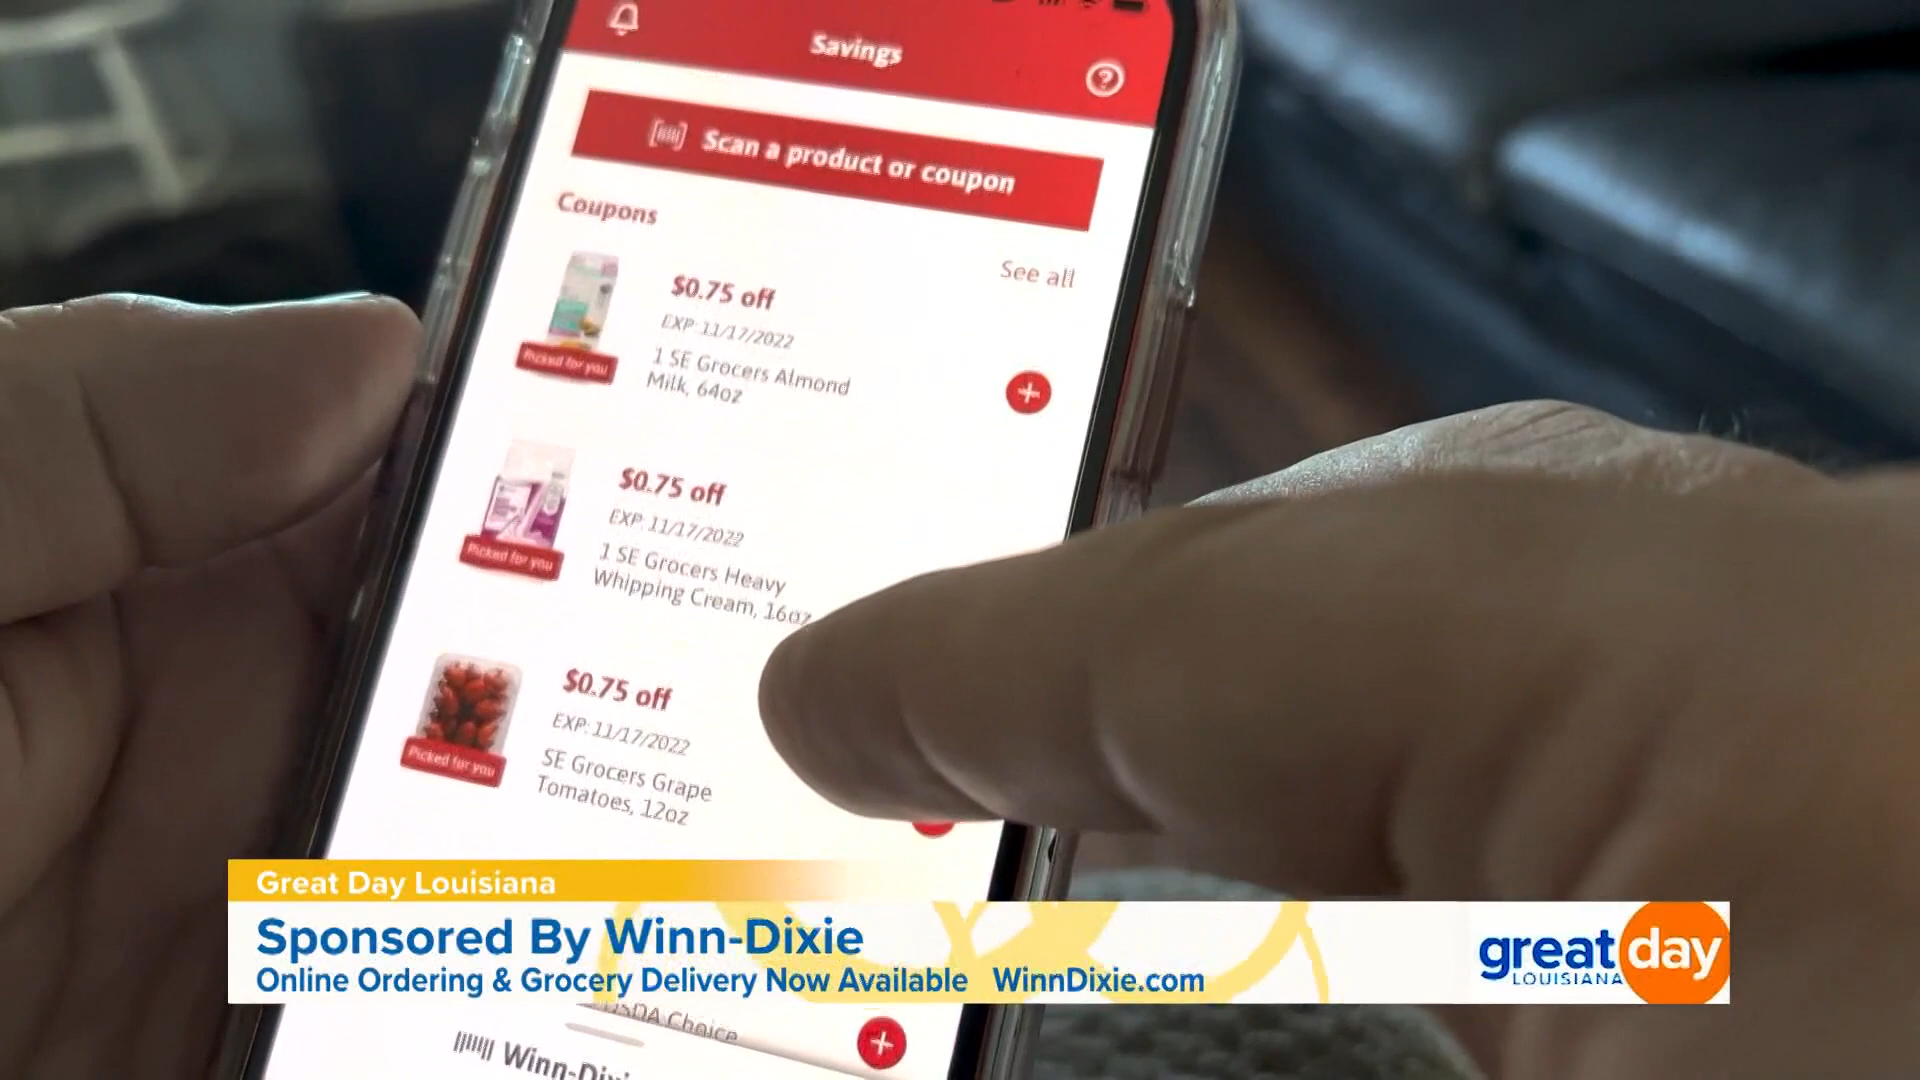 Savings
?
Scan a product or coupon
Coupons
See all
$0.75 off
EXP: 11/17/2022
1 SE Grocers Almond
Milk, 64oz
Picked for you
$0.75 off
EXP: 11/17/2022
1 SE Grocers Heavy
Whipping Cream, 16oz
Picked for you
$0.75 off
EXP: 11/17/2022
SE Grocers Grape
Tomatoes, 12oz
Picked for you
Great Day Louisiana
Sponsored By Winn-Dixie
Online Ordering & Grocery Delivery Now Available WinnDixie.com
great day
LOUISIANA
USDA Choice